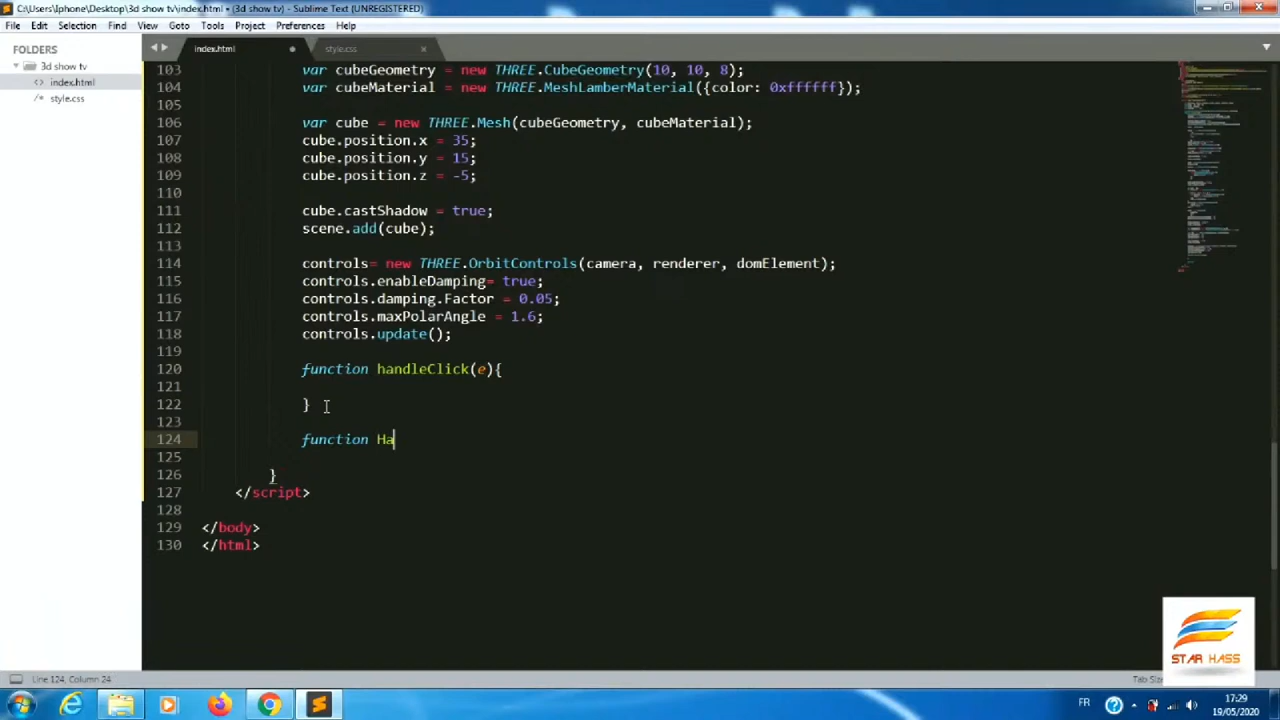 C:\Users\Iphone\Desktop\3d show tv\index.html • (3d show tv) - Sublime Text (UNREGISTERED)
File Edit Selection Find View Goto Tools Project Preferences Help
FOLDERS
3d show tv
index.html
style.css
index.html style.css
103 var cubeGeometry = new THREE.CubeGeometry(10, 10, 8);
104 var cubeMaterial = new THREE.MeshLamberMaterial({color: 0xffffff});
105
106 var cube = new THREE.Mesh(cubeGeometry, cubeMaterial);
107 cube.position.x = 35;
108 cube.position.y = 15;
109 cube.position.z = -5;
110
111 cube.castShadow = true;
112 scene.add(cube);
113
114 controls= new THREE.OrbitControls(camera, renderer, domElement);
115 controls.enableDamping= true;
116 controls.damping.Factor = 0.05;
117 controls.maxPolarAngle = 1.6;
118 controls.update();
119
120 function handleClick(e){
121
122 }
123
124 function Ha
125
126 }
127 </script>
128
129 </body>
130 </html>
STAR HASS
Line 124, Column 24
Tab Siz
FR
17:29
19/05/2020